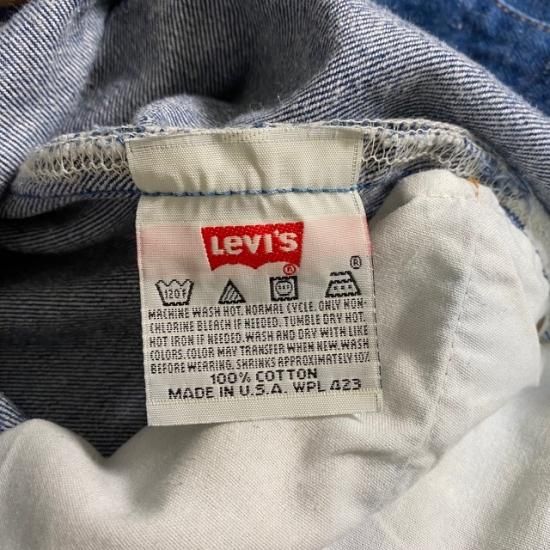 LEVI'S
®
®
120F
MACHINE WASH HOT. NORMAL CYCLE. ONLY NON-
CHLORINE BLEACH IF NEEDED. TUMBLE DRY HOT.
HOT IRON IF NEEDED. WASH AND DRY WITH LIKE
COLORS. COLOR MAY TRANSFER WHEN NEW. WASH
BEFORE WEARING. SHRINKS APPROXIMATELY 10%
100% COTTON
MADE IN U.S.A. WPL 423